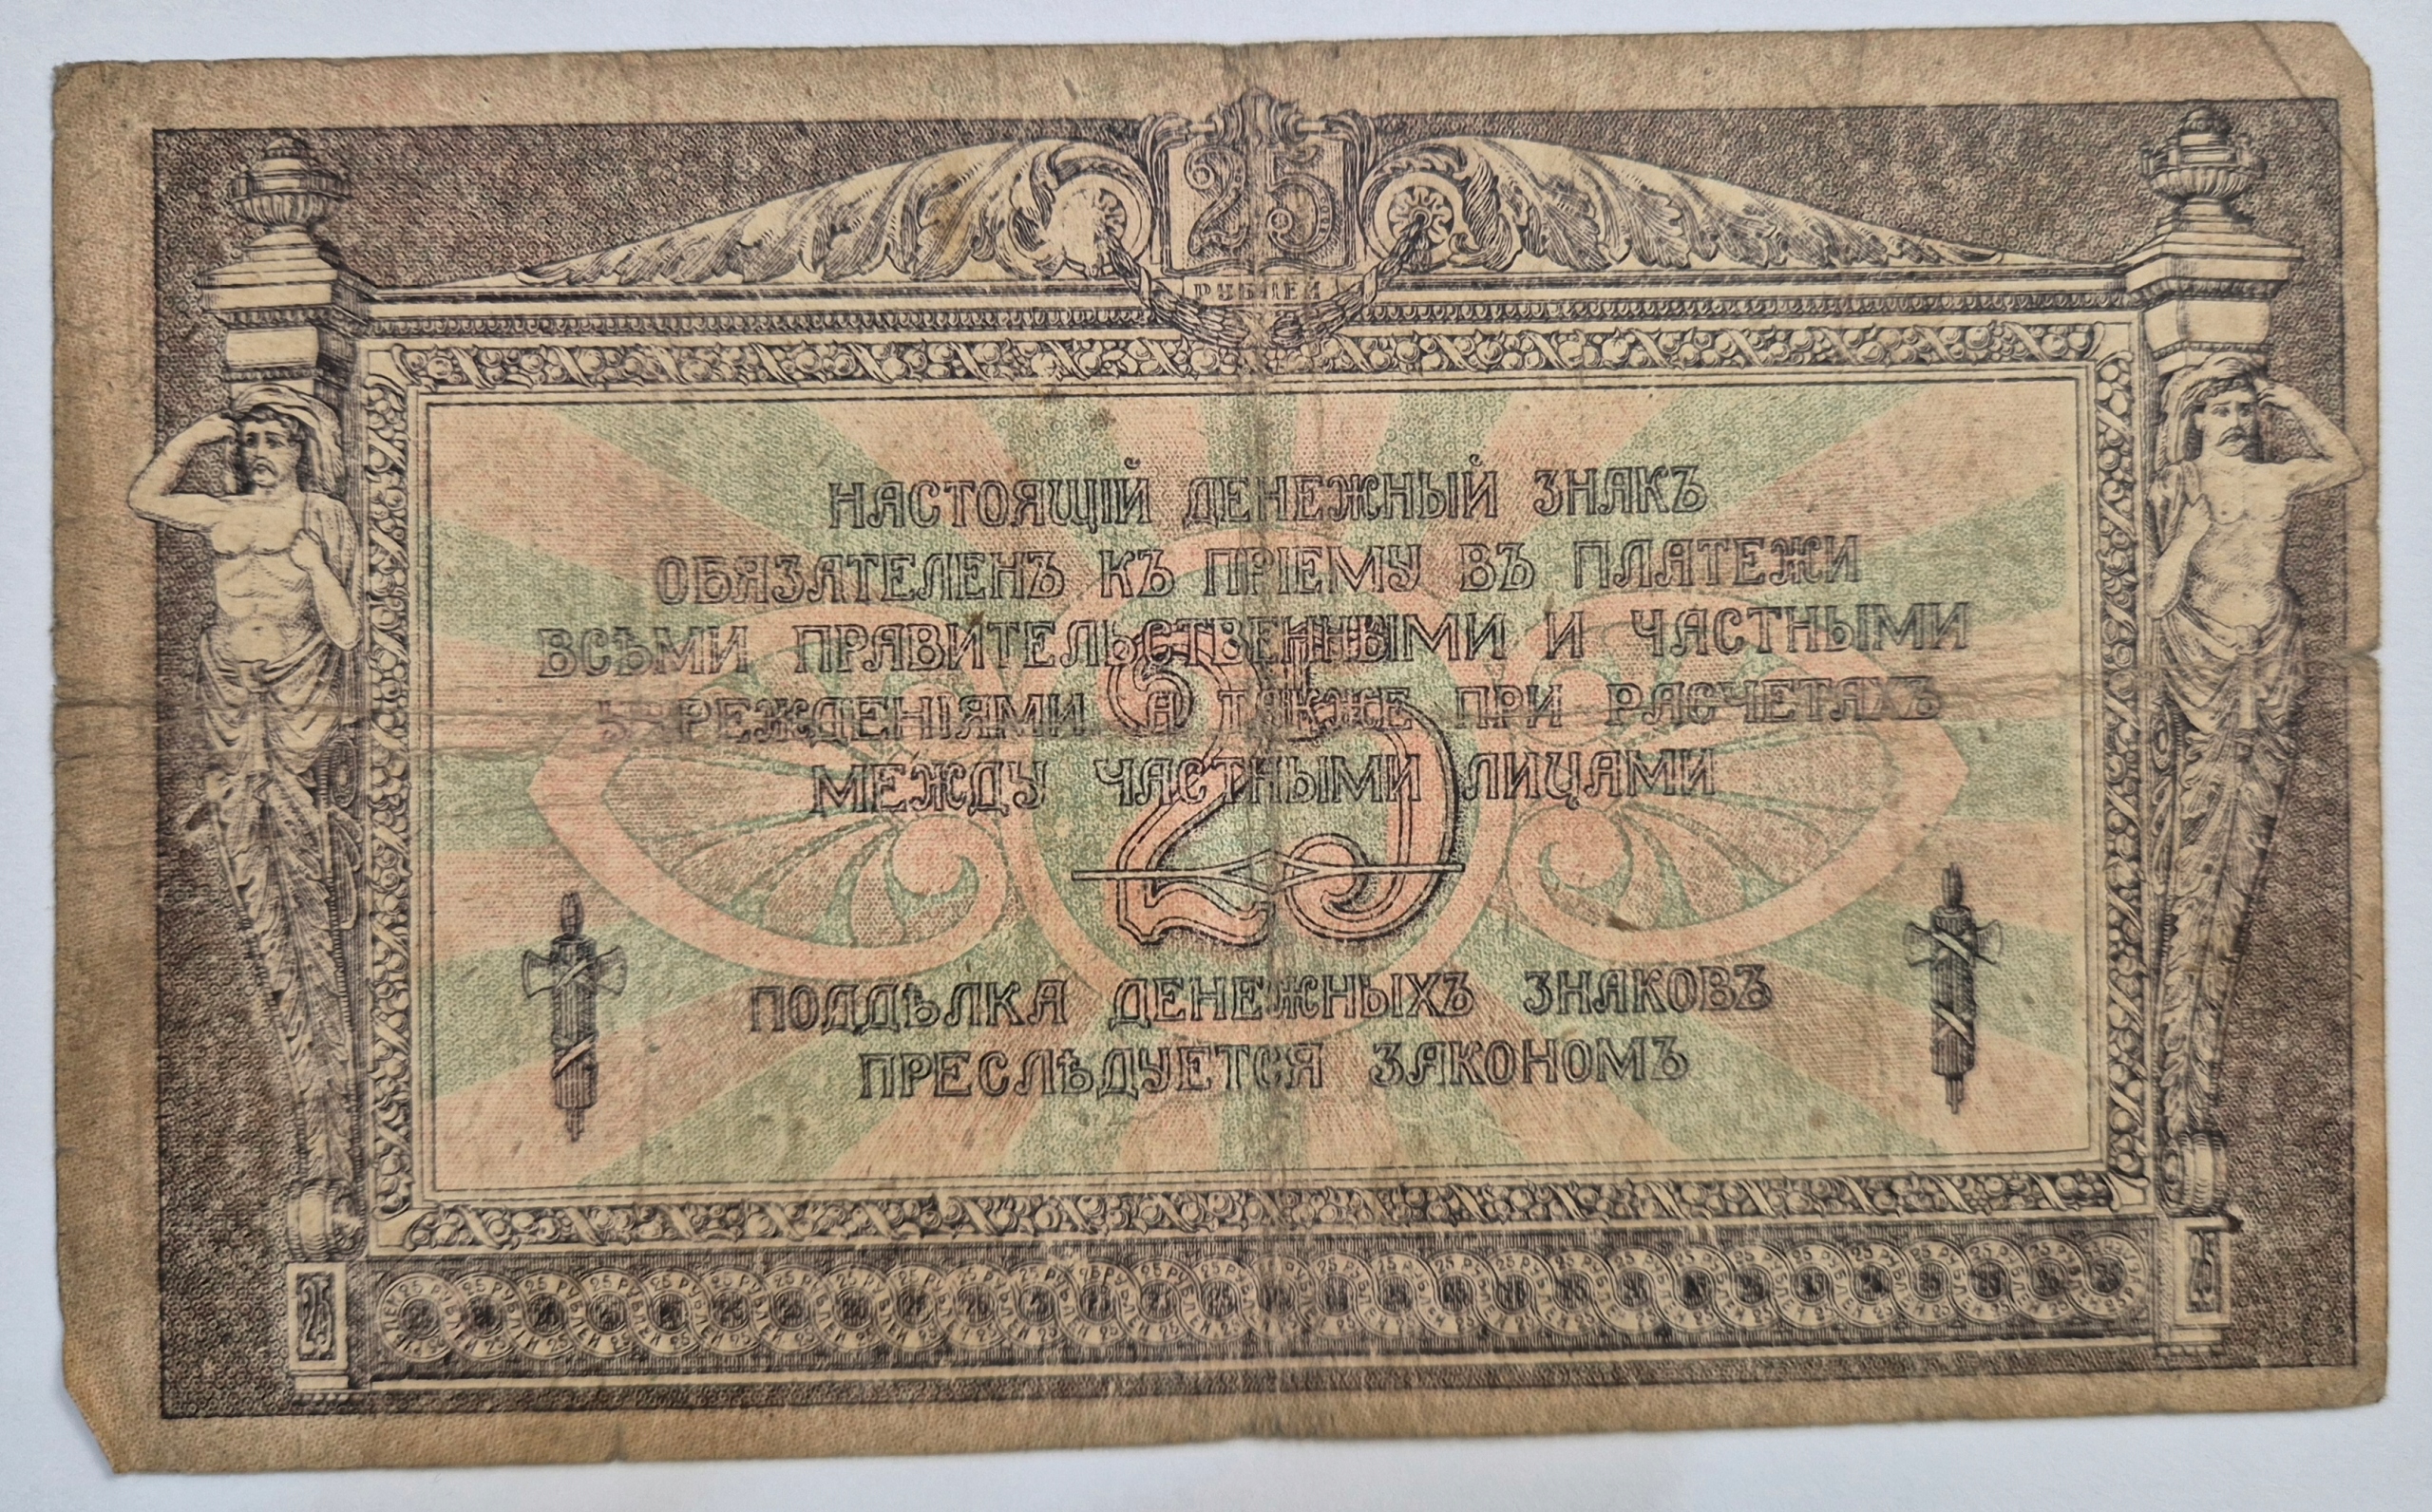 25
РУБЛЕЙ
НАСТОЯЩІЙ ДЕНЕЖНЫЙ ЗНАКЪ
ОБЯЗАТЕЛЕНЪ КЪ ПРІЕМУ ВЪ ПЛАТЕЖИ
ВСѢМИ ПРАВИТЕЛЬСТВЕННЫМИ И ЧАСТНЫМИ
УЧРЕЖДЕНІЯМИ А ТАКЖЕ ПРИ РАСЧЕТАХЪ
МЕЖДУ ЧАСТНЫМИ ЛИЦАМИ
25
ПОДДѢЛКА ДЕНЕЖНЫХЪ ЗНАКОВЪ
ПРЕСЛѢДУЕТСЯ ЗАКОНОМЪ
25
25